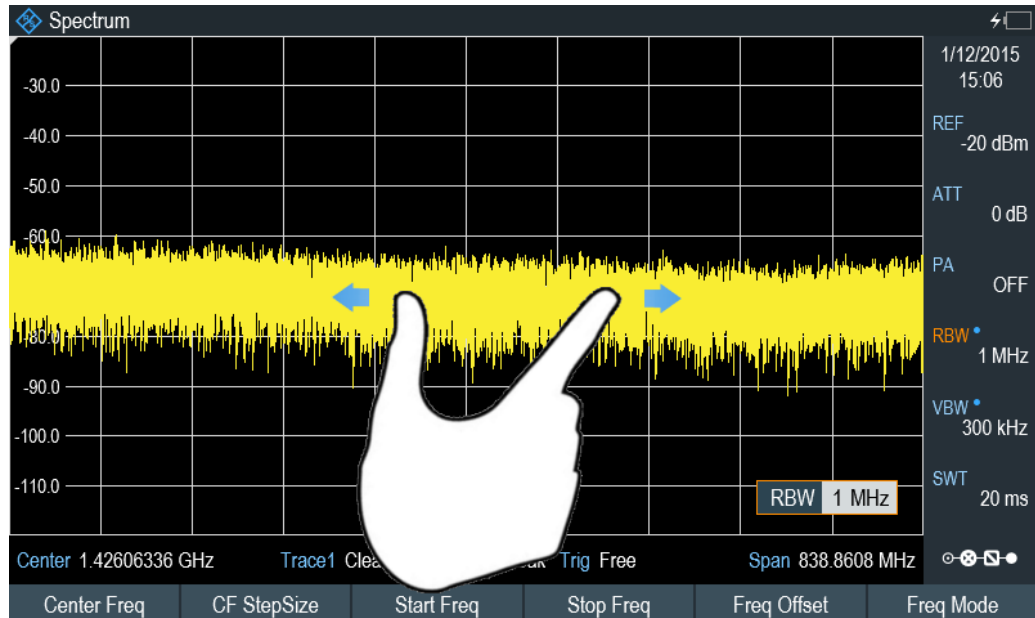 Spectrum
1/12/2015
15:06
-30.0
-40.0
-50.0
-60.0
-80.0
-90.0
-100.0
-110.0
REF
-20 dBm
ATT
0 dB
PA
OFF
RBW
1 MHz
VBW
300 kHz
SWT
20 ms
RBW 1 MHz
Center 1.42606336 GHz Trace1 Trig Free Span 838.8608 MHz
Center Freq CF StepSize Start Freq Stop Freq Freq Offset Freq Mode